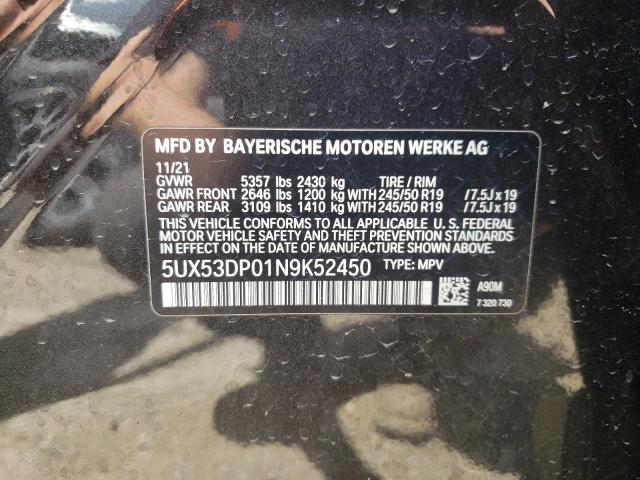 MFD BY BAYERISCHE MOTOREN WERKE AG
11/21
GVWR 5357 lbs 2430 kg TIRE / RIM
GAWR FRONT 2646 lbs 1200 kg WITH 245/50 R19 /7.5J x 19
GAWR REAR 3109 lbs 1410 kg WITH 245/50 R19 /7.5J x 19
THIS VEHICLE CONFORMS TO ALL APPLICABLE U. S. FEDERAL
MOTOR VEHICLE SAFETY, BUMPER, AND THEFT
PREVENTION STANDARDS IN EFFECT ON THE DATE OF
MANUFACTURE SHOWN ABOVE.
5UX53DP01N9K52450 TYPE: MPV
A90M
7 320 730